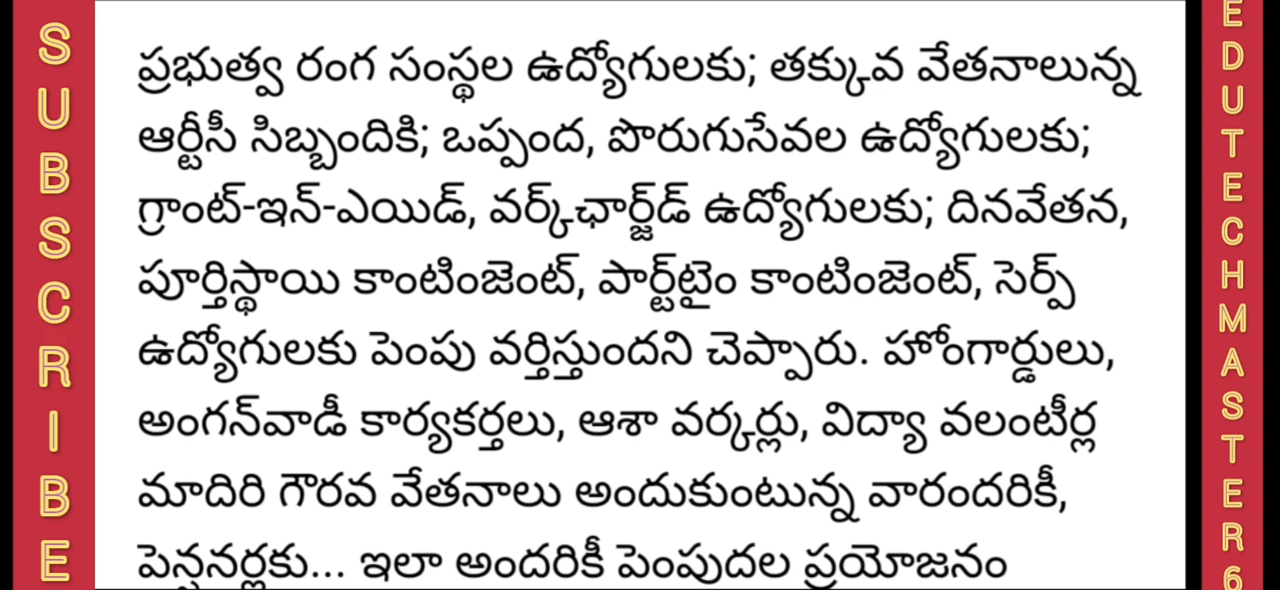 SUBSCRIBE
ప్రభుత్వ రంగ సంస్థల ఉద్యోగులకు; తక్కువ వేతనాలున్న
ఆర్టీసీ సిబ్బందికి; ఒప్పంద, పొరుగుసేవల ఉద్యోగులకు;
గ్రాంట్-ఇన్-ఎయిడ్, వర్క్‌ఛార్జ్‌డ్ ఉద్యోగులకు; దినవేతన,
పూర్తిస్థాయి కాంటింజెంట్, పార్ట్‌టైం కాంటింజెంట్, సెర్ప్
ఉద్యోగులకు పెంపు వర్తిస్తుందని చెప్పారు. హోంగార్డులు,
అంగన్‌వాడీ కార్యకర్తలు, ఆశా వర్కర్లు, విద్యా వలంటీర్ల
మాదిరి గౌరవ వేతనాలు అందుకుంటున్న వారందరికీ,
పెన్షనర్లకు... ఇలా అందరికీ పెంపుదల ప్రయోజనం
EDUTECHMASTER6